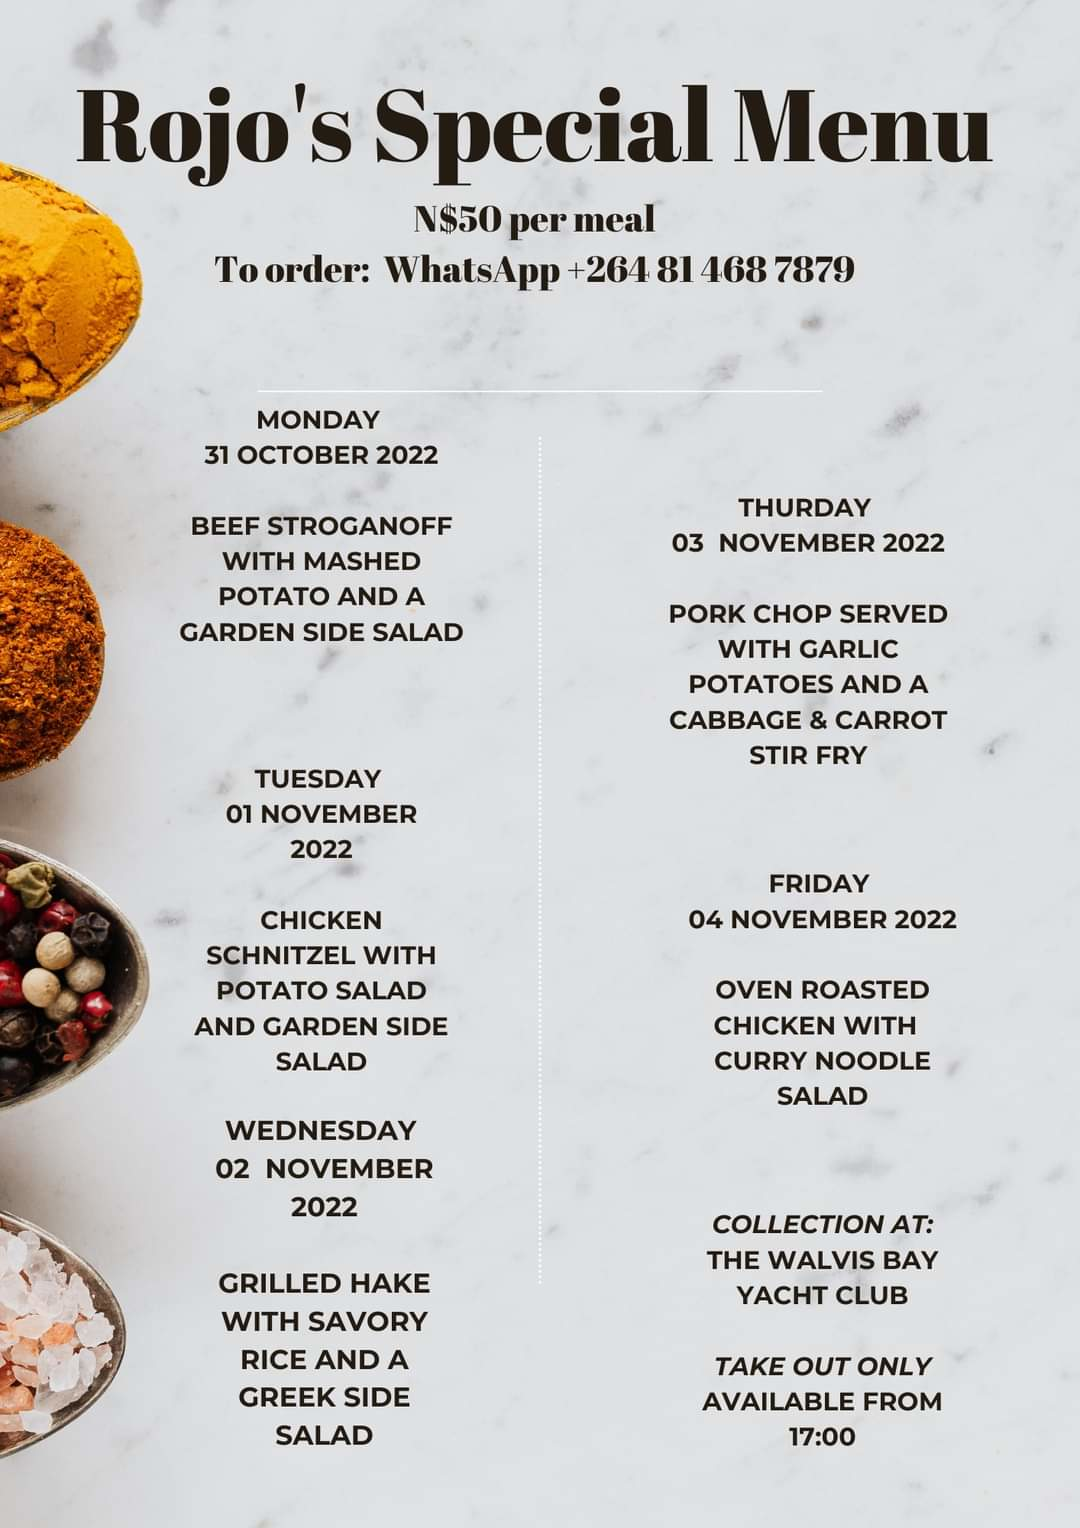 Rojo's Special Menu
N$50 per meal
To order: WhatsApp +264 81 468 7879
MONDAY
31 OCTOBER 2022
BEEF STROGANOFF
WITH MASHED
POTATO AND A
GARDEN SIDE SALAD
TUESDAY
01 NOVEMBER
2022
CHICKEN
SCHNITZEL WITH
POTATO SALAD
AND GARDEN SIDE
SALAD
WEDNESDAY
02 NOVEMBER
2022
GRILLED HAKE
WITH SAVORY
RICE AND A
GREEK SIDE
SALAD
THURDAY
03 NOVEMBER 2022
PORK CHOP SERVED
WITH GARLIC
POTATOES AND A
CABBAGE & CARROT
STIR FRY
FRIDAY
04 NOVEMBER 2022
OVEN ROASTED
CHICKEN WITH
CURRY NOODLE
SALAD
COLLECTION AT:
THE WALVIS BAY
YACHT CLUB
TAKE OUT ONLY
AVAILABLE FROM
17:00